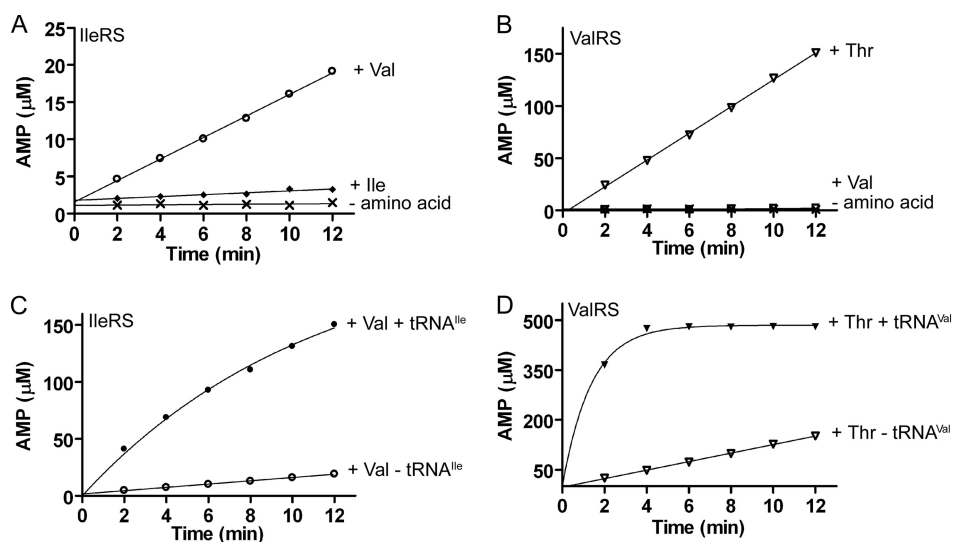 A
IleRS
AMP (μM)
25
20
15
10
5
0
0 2 4 6 8 10 12
Time (min)
+ Val
+ Ile
- amino acid
B
ValRS
AMP (μM)
150
100
50
0
0 2 4 6 8 10 12
Time (min)
+ Thr
+ Val
- amino acid
C
IleRS
AMP (μM)
150
100
50
0
0 2 4 6 8 10 12
Time (min)
+ Val + tRNAIle
+ Val - tRNAIle
D
ValRS
AMP (μM)
500
350
200
50
0 2 4 6 8 10 12
Time (min)
+ Thr + tRNAVal
+ Thr - tRNAVal